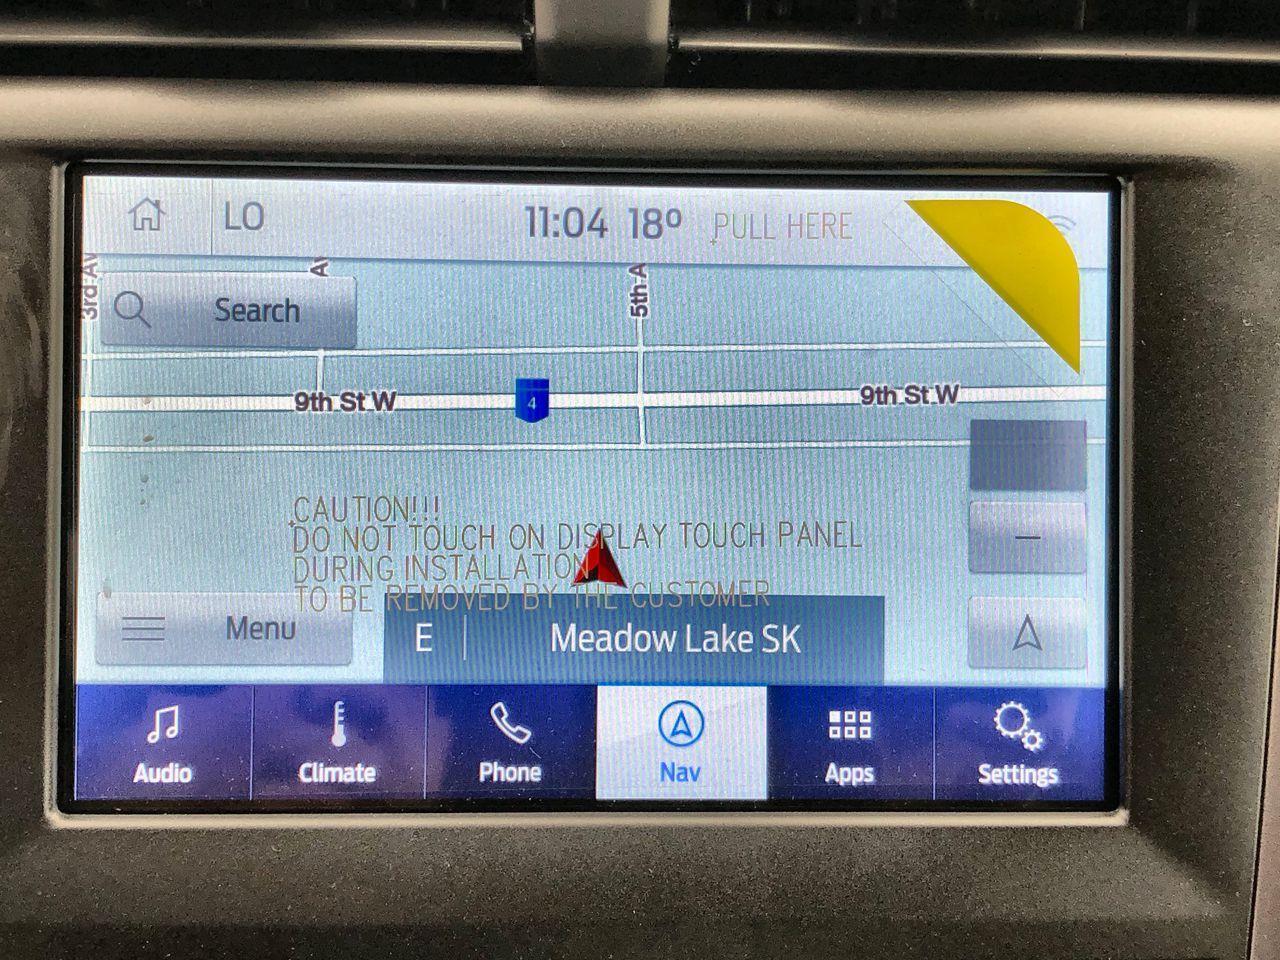 LO
11:04 18º PULL HERE
3rd Av
Av
5th A
Search
9th St W
4
9th St W
CAUTION!!!
DO NOT TOUCH ON DISPLAY TOUCH PANEL
DURING INSTALLATION
TO BE REMOVED BY THE CUSTOMER
Menu
E
Meadow Lake SK
Audio
Climate
Phone
Nav
Apps
Settings